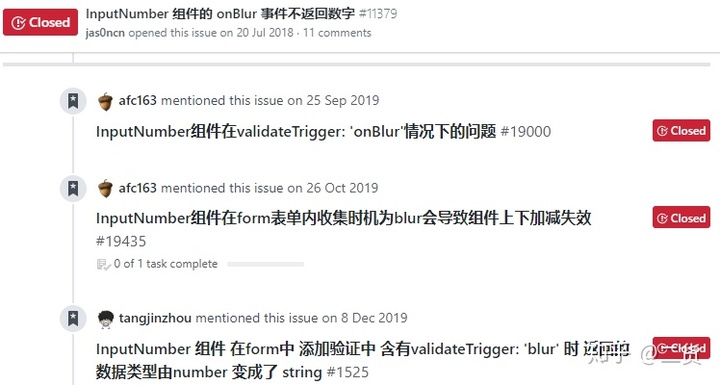 Closed
InputNumber 组件的 onBlur 事件不返回数字 #11379
jas0ncn opened this issue on 20 Jul 2018 · 11 comments
afc163 mentioned this issue on 25 Sep 2019
InputNumber组件在validateTrigger: 'onBlur'情况下的问题 #19000
Closed
afc163 mentioned this issue on 26 Oct 2019
InputNumber组件在form表单内收集时机为blur会导致组件上下加减失效
#19435
Closed
0 of 1 task complete
tangjinzhou mentioned this issue on 8 Dec 2019
InputNumber 组件 在form中 添加验证中 含有validateTrigger: 'blur' 时 返回的
Closed
数据类型由number 变成了 string #1525
知乎